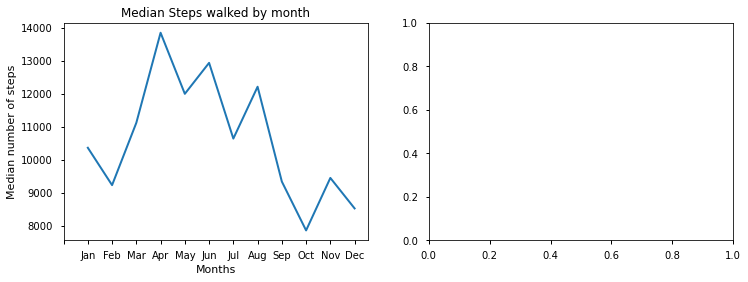 Median Steps walked by month
Median number of steps
14000
13000
12000
11000
10000
9000
8000
Jan Feb Mar Apr May Jun Jul Aug Sep Oct Nov Dec
Months
1.0
0.8
0.6
0.4
0.2
0.0
0.0 0.2 0.4 0.6 0.8 1.0